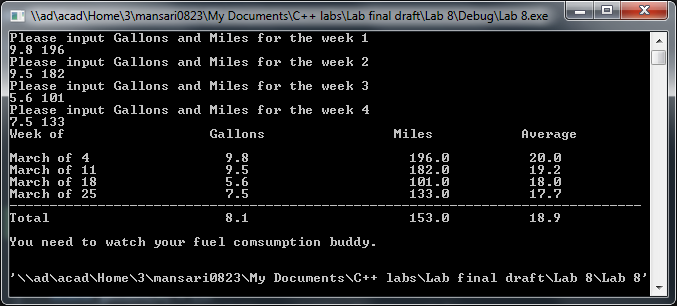 \\ad\acad\Home\3\mansari0823\My Documents\C++ labs\Lab final draft\Lab 8\Debug\Lab 8.exe
Please input Gallons and Miles for the week 1
9.8 196
Please input Gallons and Miles for the week 2
9.5 182
Please input Gallons and Miles for the week 3
5.6 101
Please input Gallons and Miles for the week 4
7.5 133
Week of Gallons Miles Average
March of 4 9.8 196.0 20.0
March of 11 9.5 182.0 19.2
March of 18 5.6 101.0 18.0
March of 25 7.5 133.0 17.7
Total 8.1 153.0 18.9
You need to watch your fuel comsumption buddy.
'\\ad\acad\Home\3\mansari0823\My Documents\C++ labs\Lab final draft\Lab 8\Lab 8'